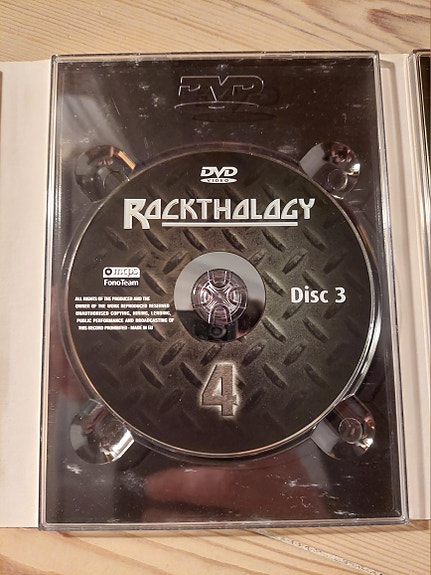 DVD
DVD
VIDEO
ROCKTHOLOGY
mcps
FonoTeam
Disc 3
ALL RIGHTS OF THE PRODUCER AND THE
OWNER OF THE WORK REPRODUCED RESERVED
UNAUTHORISED COPYING, HIRING, LENDING,
PUBLIC PERFORMANCE AND BROADCASTING OF
THIS RECORD PROHIBITED - MADE IN EU
4